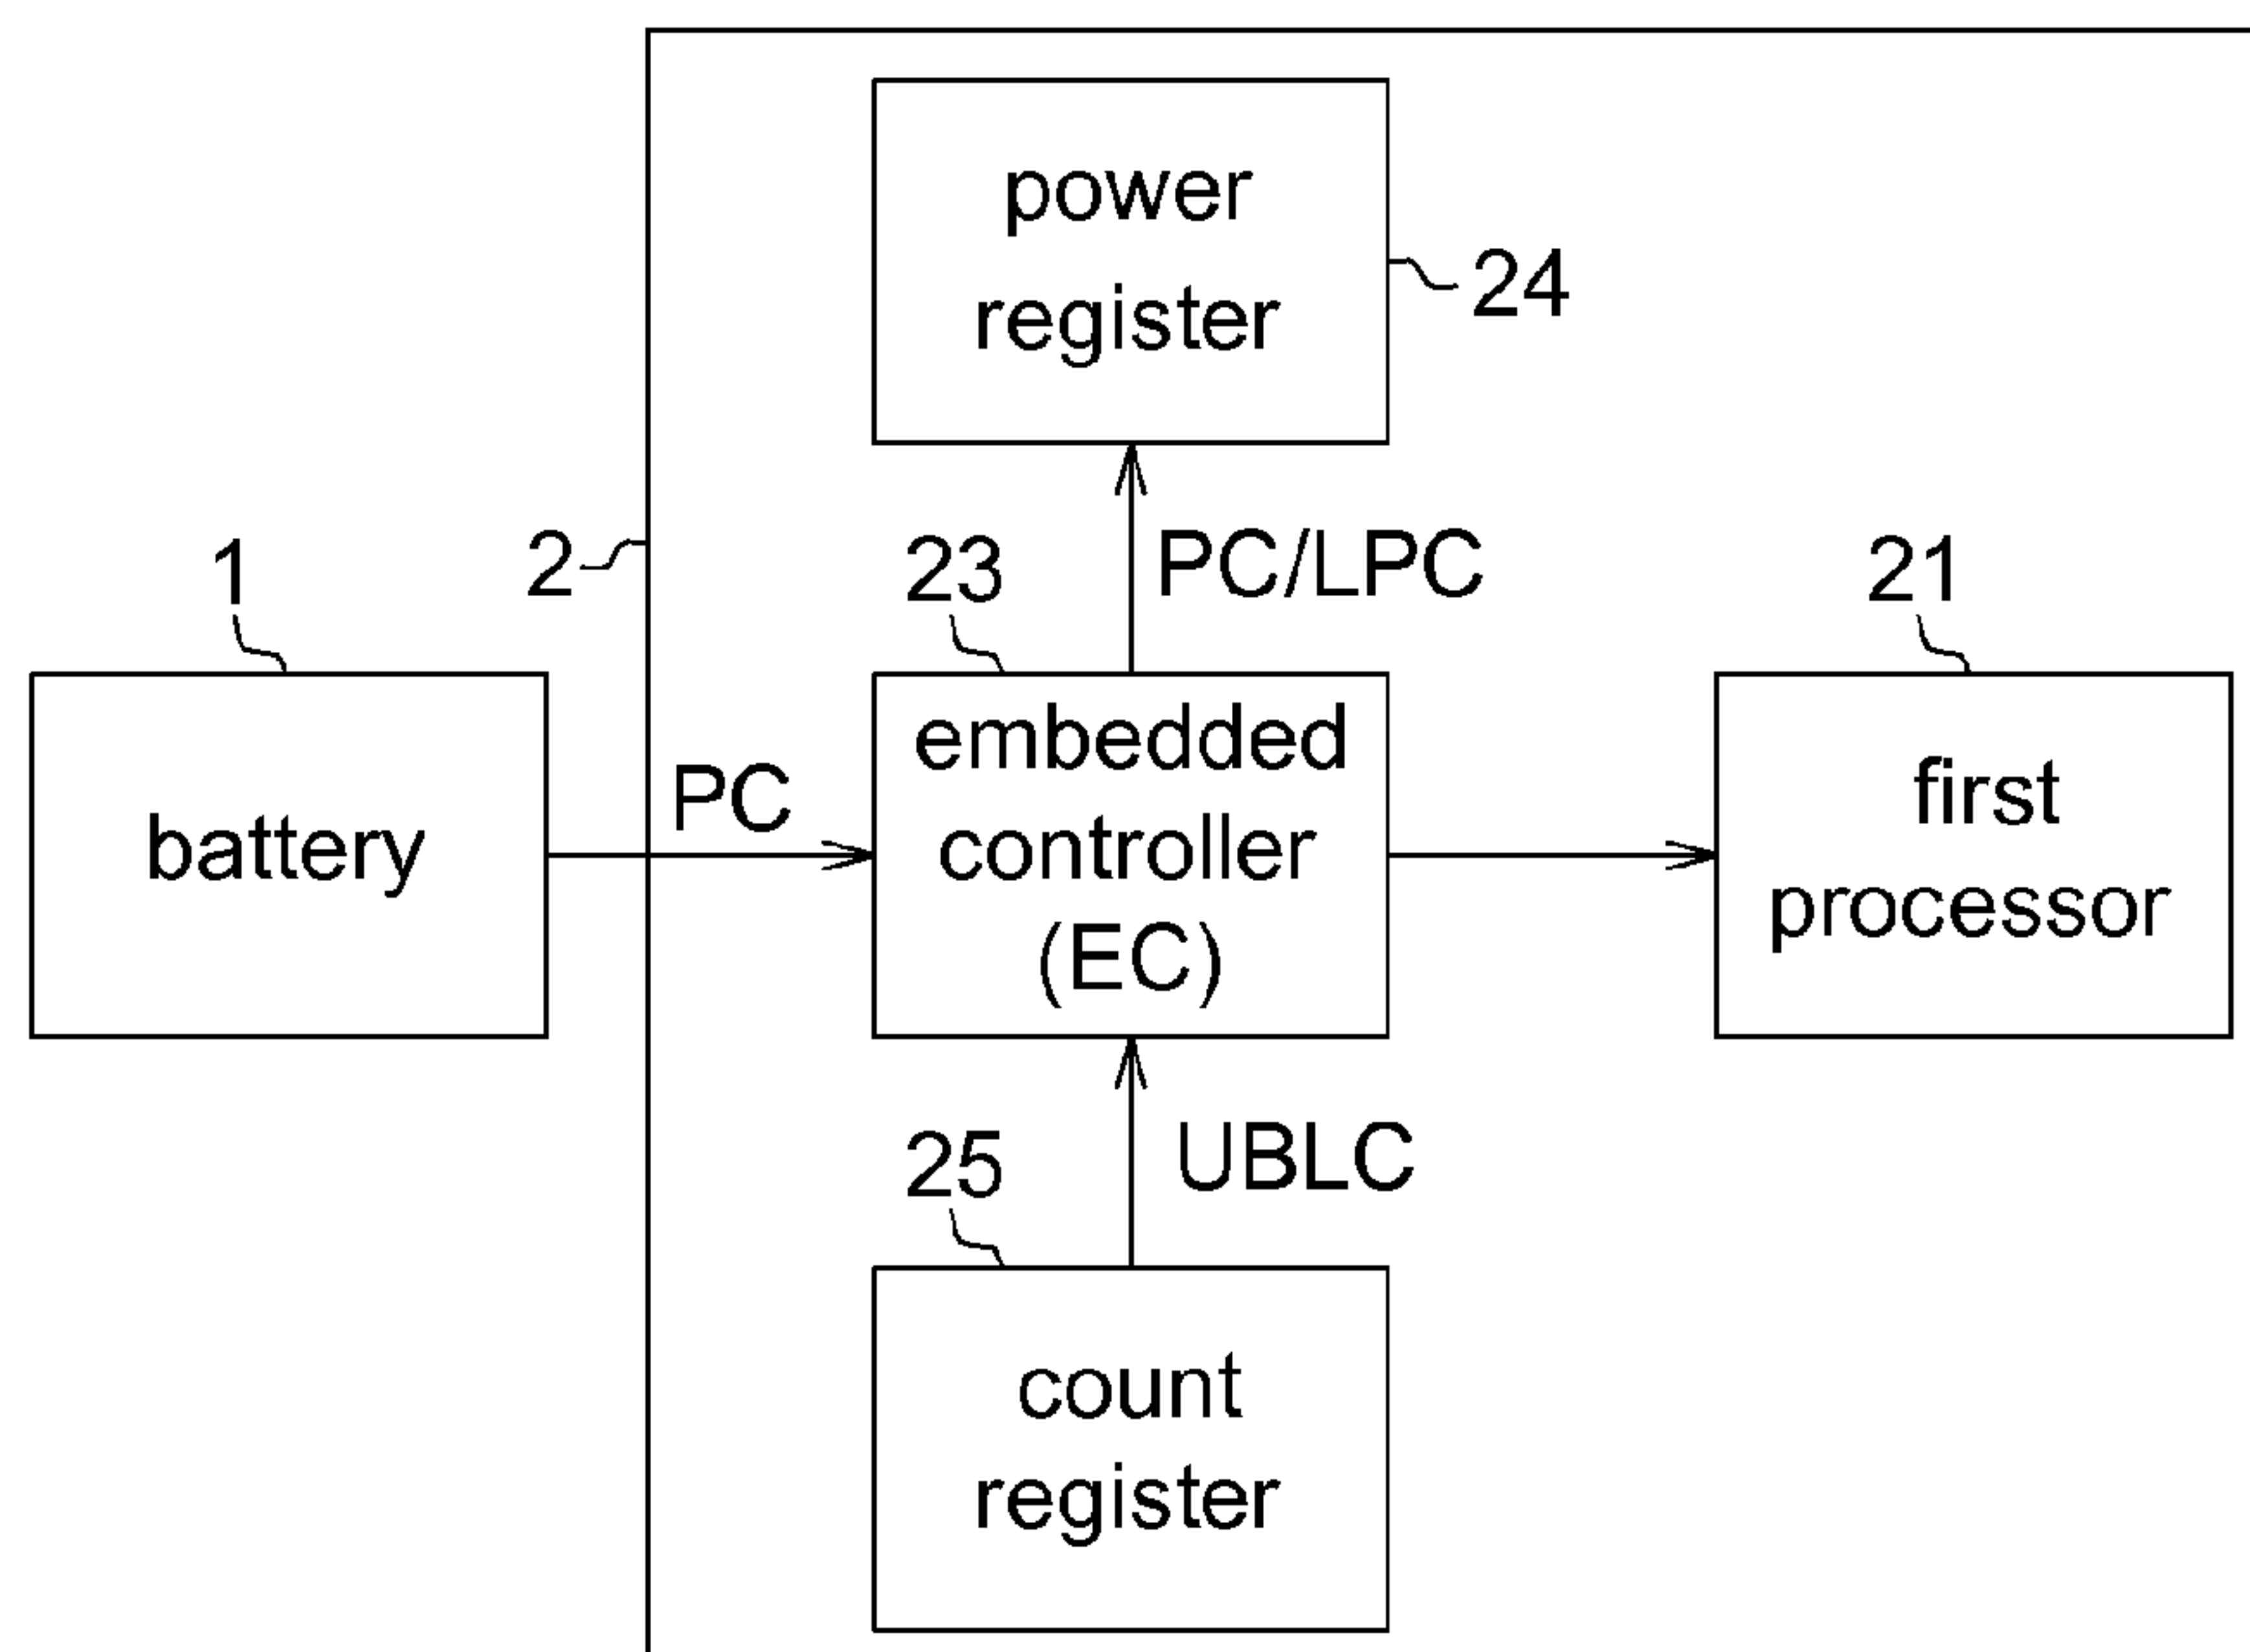 power
register
24
1
2
23
PC/LPC
21
battery
PC
embedded
controller
(EC)
first
processor
25
UBLC
count
register